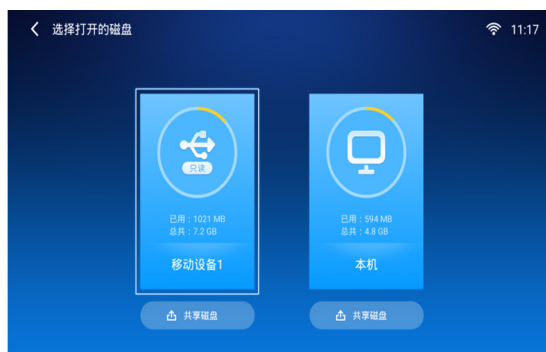 选择打开的磁盘
11:17
只读
已用：1021 MB
总共：7.2 GB
移动设备1
共享磁盘
已用：594 MB
总共：4.8 GB
本机
共享磁盘